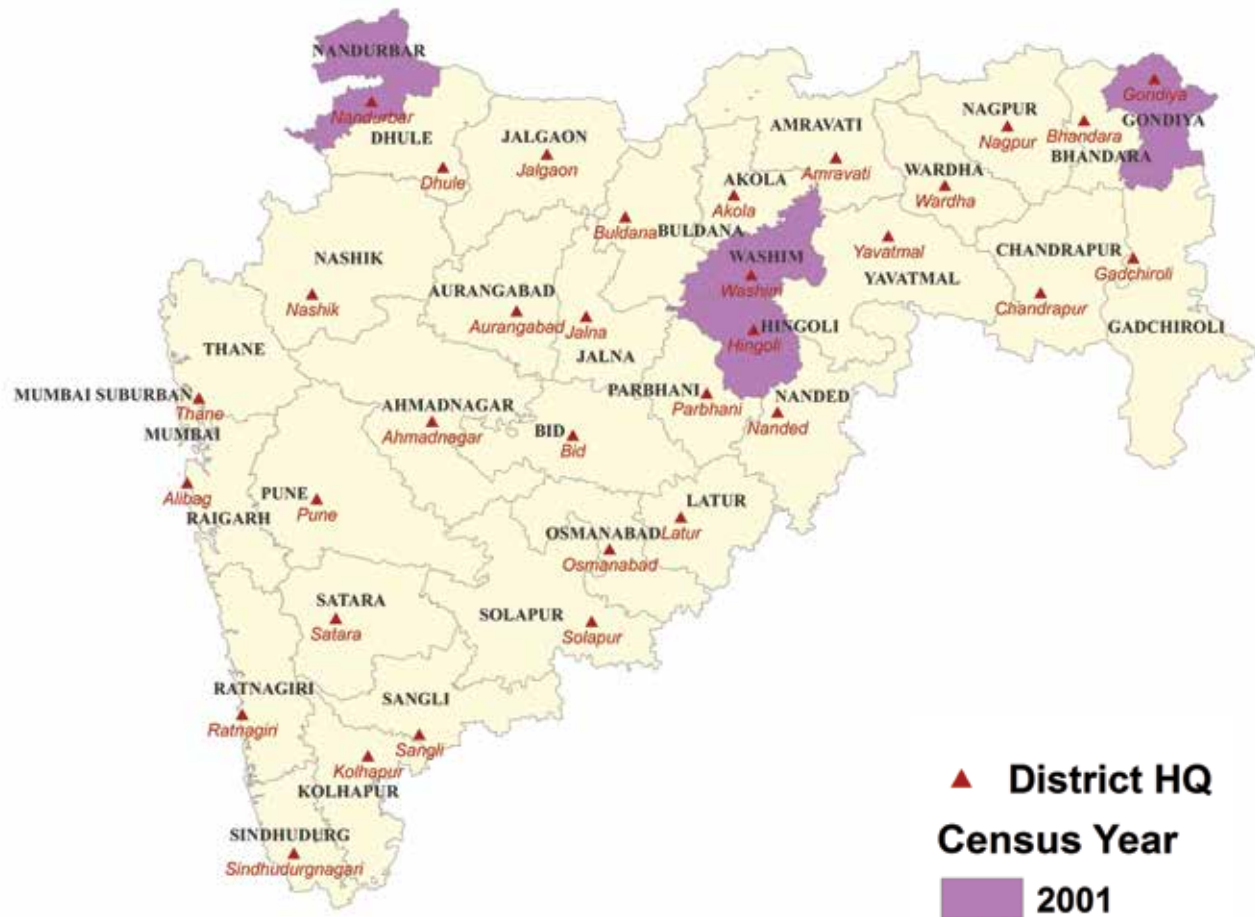 NANDURBAR
Nandurbar
DHULE
Dhule
JALGAON
Jalgaon
AMRAVATI
Amravati
NAGPUR
Nagpur
Bhandara
BHANDARA
Gondiya
GONDIYA
WARDHA
Wardha
AKOLA
Akola
Buldana
BULDANA
WASHIM
Washim
Yavatmal
YAVATMAL
CHANDRAPUR
Chandrapur
Gadchiroli
GADCHIROLI
NASHIK
Nashik
AURANGABAD
Aurangabad
Jalna
JALNA
HINGOLI
Hingoli
THANE
MUMBAI SUBURBAN
Thane
MUMBAI
AHMADNAGAR
Ahmadnagar
BID
Bid
PARBHANI
Parbhani
NANDED
Nanded
Alibag
RAIGARH
PUNE
Pune
LATUR
Latur
OSMANABAD
Osmanabad
SATARA
Satara
SOLAPUR
Solapur
RATNAGIRI
Ratnagiri
SANGLI
Sangli
Kolhapur
KOLHAPUR
SINDHUDURG
Sindhudurgnagari
District HQ
Census Year
2001